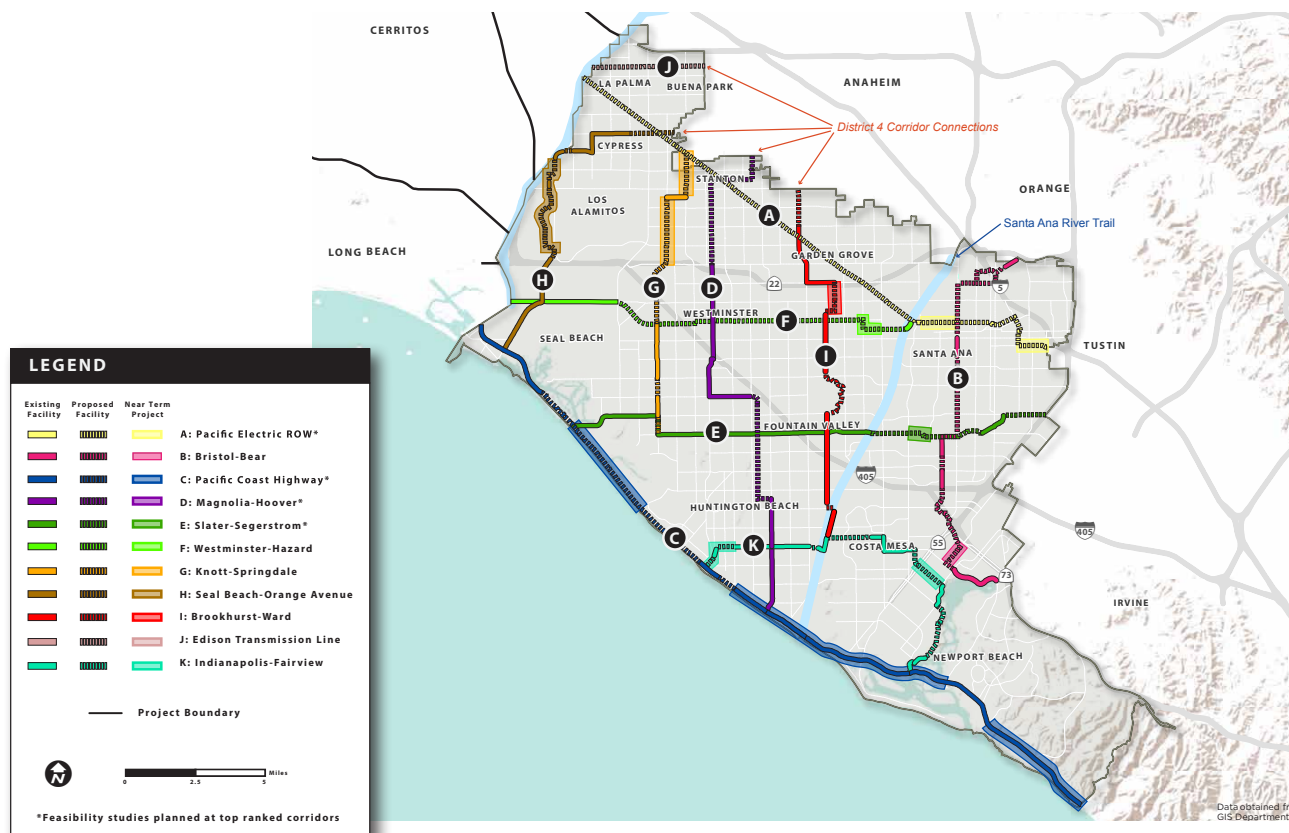 CERRITOS
J
LA PALMA
BUENA PARK
ANAHEIM
District 4 Corridor Connections
CYPRESS
STANTON
ORANGE
LOS
ALAMITOS
A
Santa Ana River Trail
LONG BEACH
GARDEN GROVE
H
G
D
22
5
WESTMINSTER
F
SEAL BEACH
SANTA ANA
TUSTIN
I
B
E
FOUNTAIN VALLEY
405
HUNTINGTON BEACH
C
K
COSTA MESA
55
405
73
IRVINE
NEWPORT BEACH
LEGEND
Existing
Facility
Proposed
Facility
Near Term
Project
A: Pacific Electric ROW*
B: Bristol-Bear
C: Pacific Coast Highway*
D: Magnolia-Hoover*
E: Slater-Segerstrom*
F: Westminster-Hazard
G: Knott-Springdale
H: Seal Beach-Orange Avenue
I: Brookhurst-Ward
J: Edison Transmission Line
K: Indianapolis-Fairview
Project Boundary
N
Miles
0 2.5 5
*Feasibility studies planned at top ranked corridors
Data obtained
GIS Department